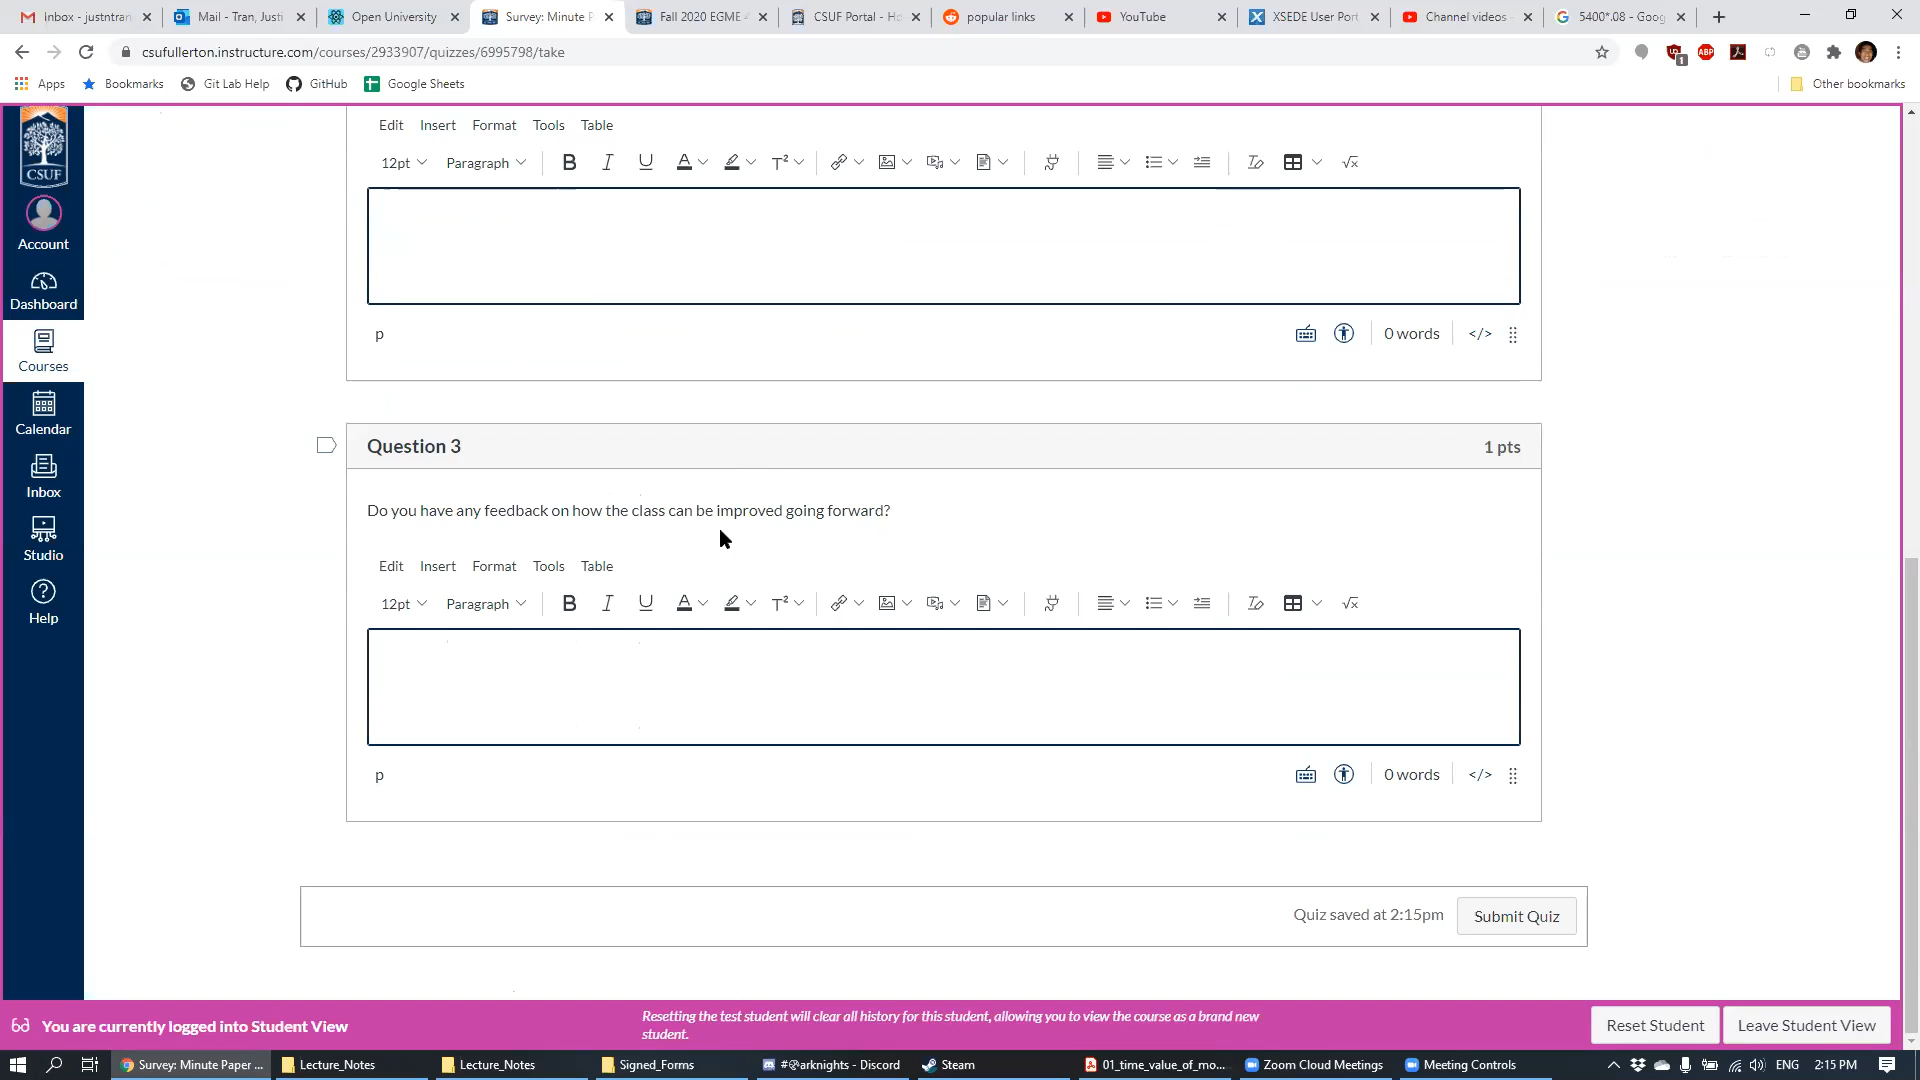 Inbox - justntran
Mail - Tran, Justi
Open University
Survey: Minute P
Fall 2020 EGME
CSUF Portal - Ho
popular links
YouTube
XSEDE User Port
Channel videos -
5400*.08 - Goog
csufullerton.instructure.com/courses/2933907/quizzes/6995798/take
Apps
Bookmarks
Git Lab Help
GitHub
Google Sheets
Other bookmarks
CSUF
Account
Dashboard
Courses
Calendar
Inbox
Studio
Help
Edit Insert Format Tools Table
12pt Paragraph B I U A T²
p
0 words </>
Question 3
1 pts
Do you have any feedback on how the class can be improved going forward?
Edit Insert Format Tools Table
12pt Paragraph B I U A T²
p
0 words </>
Quiz saved at 2:15pm
Submit Quiz
You are currently logged into Student View
Resetting the test student will clear all history for this student, allowing you to view the course as a brand new
student.
Reset Student
Leave Student View
Survey: Minute Paper ...
Lecture_Notes
Lecture_Notes
Signed_Forms
#@arknights - Discord
Steam
01_time_value_of_mo...
Zoom Cloud Meetings
Meeting Controls
ENG
2:15 PM